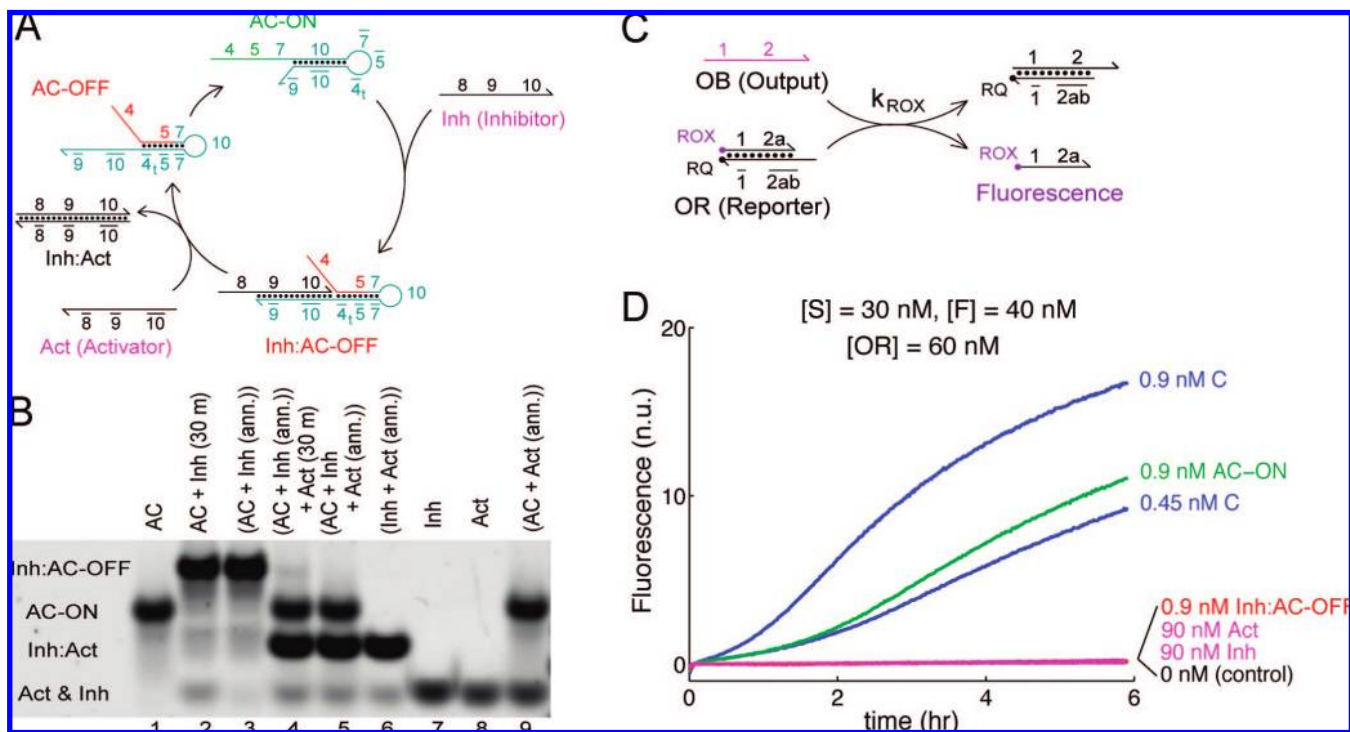 A
AC-ON
4 5 7 10 7̅
5̅
9̅ 10̅ 4̅t
AC-OFF
4
5 7
10
9̅ 10̅ 4̅t 5̅ 7̅
8 9 10
Inh (Inhibitor)
8 9 10
8̅ 9̅ 10̅
Inh:Act
4
8 9 10 5 7
10
9̅ 10̅ 4̅t 5̅ 7̅
Inh:AC-OFF
8̅ 9̅ 10̅
Act (Activator)
B
AC
AC + Inh (30 m)
(AC + Inh (ann.))
(AC + Inh (ann.))
+ Act (30 m)
(AC + Inh
+ Act (ann.))
(Inh + Act (ann.))
Inh
Act
(AC + Act (ann.))
Inh:AC-OFF
AC-ON
Inh:Act
Act & Inh
1 2 3 4 5 6 7 8 9
C
1 2
OB (Output)
kROX
ROX 1 2a
RQ
1̅ 2ab̅
OR (Reporter)
1 2
RQ
1̅ 2ab̅
ROX 1 2a
Fluorescence
D
[S] = 30 nM, [F] = 40 nM
[OR] = 60 nM
Fluorescence (n.u.)
20
10
0
0 2 4 6
time (hr)
0.9 nM C
0.9 nM AC-ON
0.45 nM C
0.9 nM Inh:AC-OFF
90 nM Act
90 nM Inh
0 nM (control)